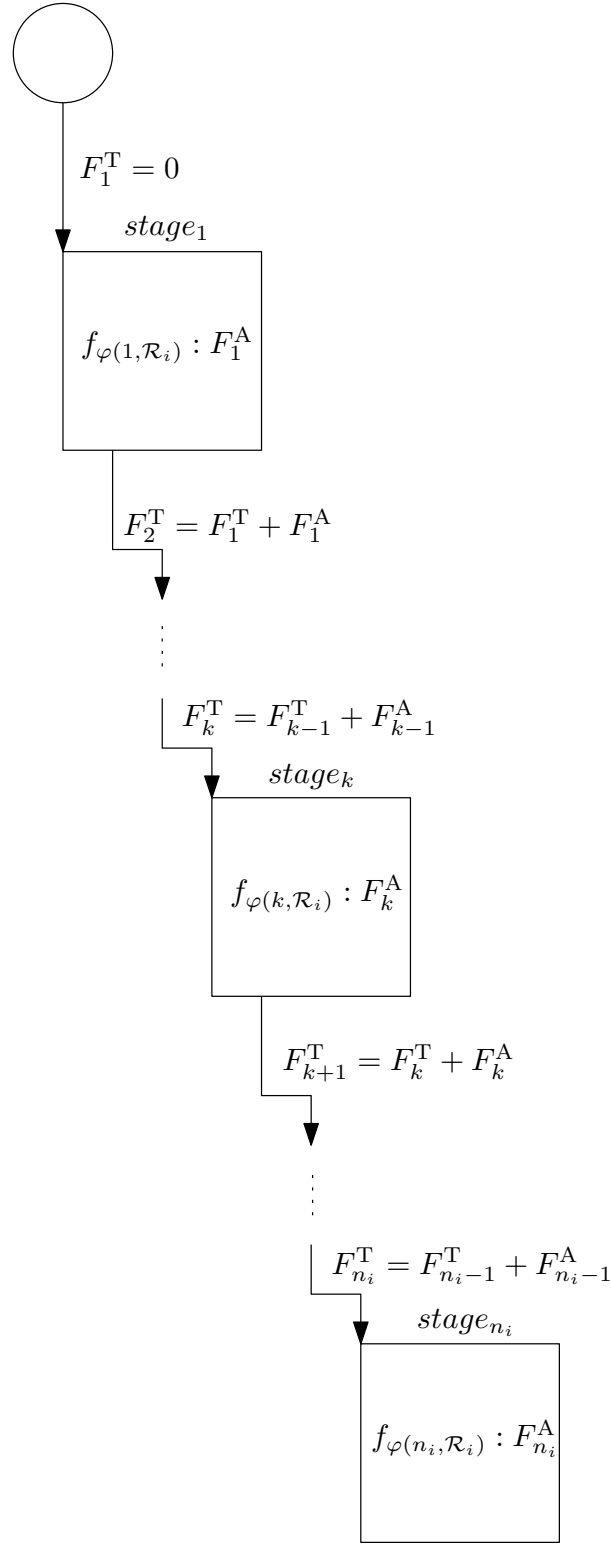 F_1^T = 0
stage_1
f_{φ(1,ℛ_i)} : F_1^A
F_2^T = F_1^T + F_1^A
F_k^T = F_{k−1}^T + F_{k−1}^A
stage_k
f_{φ(k,ℛ_i)} : F_k^A
F_{k+1}^T = F_k^T + F_k^A
F_{n_i}^T = F_{n_i−1}^T + F_{n_i−1}^A
stage_{n_i}
f_{φ(n_i,ℛ_i)} : F_{n_i}^A